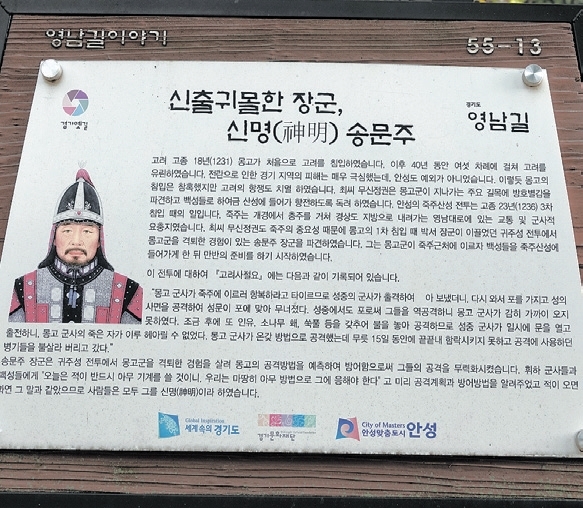 영남길이야기
55-13
경기옛길
신출귀몰한 장군,
신명(神明) 송문주
경기도
영남길
고려 고종 18년(1231) 몽고가 처음으로 고려를 침입하였습니다. 이후 40년 동안 여섯 차례에 걸쳐 고려를
유린하였습니다. 전란으로 인한 경기 지역의 피해는 매우 극심했는데, 안성도 예외가 아니었습니다. 이렇듯 몽고의
침입은 참혹했지만 고려의 항쟁도 치열 하였습니다. 최씨 무신정권은 몽고군이 지나가는 주요 길목에 방호별감을
파견하고 백성들로 하여금 산성에 들어가 항전하도록 독려 하였습니다. 안성의 죽주산성 전투는 고종 23년(1236) 3차
침입 때의 일입니다. 죽주는 개경에서 충주를 거쳐 경상도 지방으로 내려가는 영남대로에 있는 교통 및 군사적
요충지였습니다. 최씨 무신정권도 죽주의 중요성 때문에 몽고의 1차 침입 때 박서 장군이 이끌었던 귀주성 전투에서
몽고군을 격퇴한 경험이 있는 송문주 장군을 파견하였습니다. 그는 몽고군이 죽주근처에 이르자 백성들을 죽주산성에
들어가게 한 뒤 만반의 준비를 하기 시작하였습니다.
이 전투에 대하여 『고려사절요』에는 다음과 같이 기록되어 있습니다.
"몽고 군사가 죽주에 이르러 항복하라고 타이르므로 성중의 군사가 출격하여 아 보냈더니, 다시 와서 포를 가지고 성의
사면을 공격하여 성문이 포에 맞아 무너졌다. 성중에서도 포로써 그들을 역공격하니 몽고 군사가 감히 가까이 오지
못하였다. 조금 후에 또 인유, 소나무 홰, 쑥풀 등을 갖추어 불을 놓아 공격하므로 성중 군사가 일시에 문을 열고
출전하니, 몽고 군사의 죽은 자가 이루 헤아릴 수 없었다. 몽고 군사가 온갖 방법으로 공격했는데 무릇 15일 동안에 끝끝내 함락시키지 못하고 공격에 사용하던
병기들을 불살라 버리고 갔다."
송문주 장군은 귀주성 전투에서 몽고군을 격퇴한 경험을 살려 몽고의 공격방법을 예측하여 방어함으로써 그들의 공격을 무력화시켰습니다. 휘하 군사들과
백성들에게 '오늘은 적이 반드시 아무 기계를 쓸 것이니, 우리는 마땅히 아무 방법으로 그에 응해야 한다' 고 미리 공격계획과 방어방법을 알려주었고 적이 오면
과연 그 말과 같았으므로 사람들은 모두 그를 신명(神明)이라 하였습니다.
Global Inspiration
세계속의 경기도
경기문화재단
City of Masters
안성맞춤도시 안성